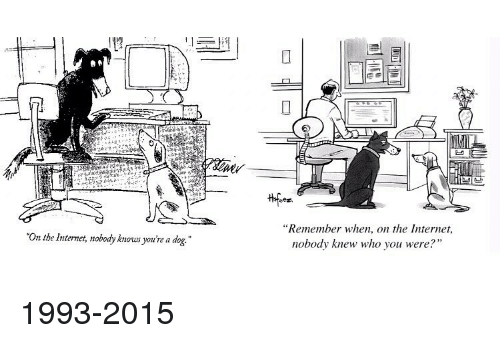 "On the Internet, nobody knows you're a dog."
"Remember when, on the Internet,
nobody knew who you were?"
1993-2015